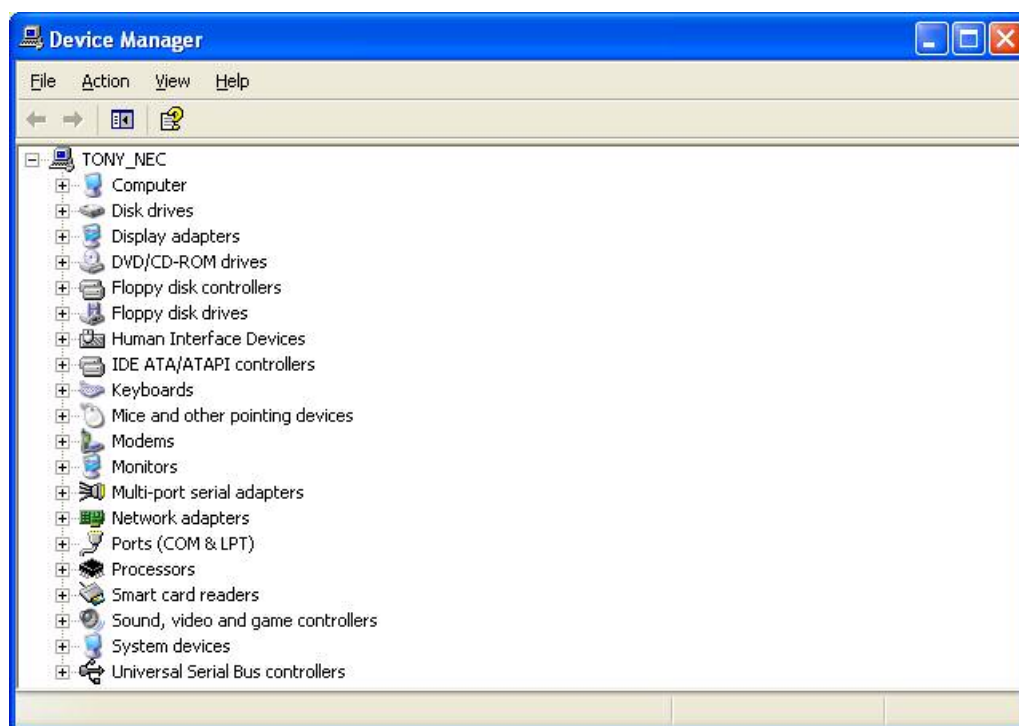 Device Manager
File Action View Help
TONY_NEC
Computer
Disk drives
Display adapters
DVD/CD-ROM drives
Floppy disk controllers
Floppy disk drives
Human Interface Devices
IDE ATA/ATAPI controllers
Keyboards
Mice and other pointing devices
Modems
Monitors
Multi-port serial adapters
Network adapters
Ports (COM & LPT)
Processors
Smart card readers
Sound, video and game controllers
System devices
Universal Serial Bus controllers